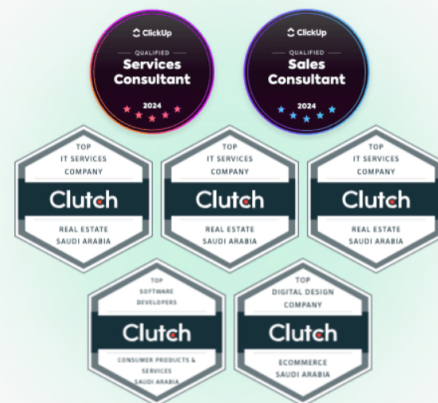 ClickUp
QUALIFIED
Services
Consultant
2024
ClickUp
QUALIFIED
Sales
Consultant
2024
TOP
IT SERVICES
COMPANY
Clutch
REAL ESTATE
SAUDI ARABIA
TOP
IT SERVICES
COMPANY
Clutch
REAL ESTATE
SAUDI ARABIA
TOP
IT SERVICES
COMPANY
Clutch
REAL ESTATE
SAUDI ARABIA
TOP
SOFTWARE
DEVELOPERS
Clutch
CONSUMER PRODUCTS &
SERVICES
SAUDI ARABIA
TOP
DIGITAL DESIGN
COMPANY
Clutch
ECOMMERCE
SAUDI ARABIA